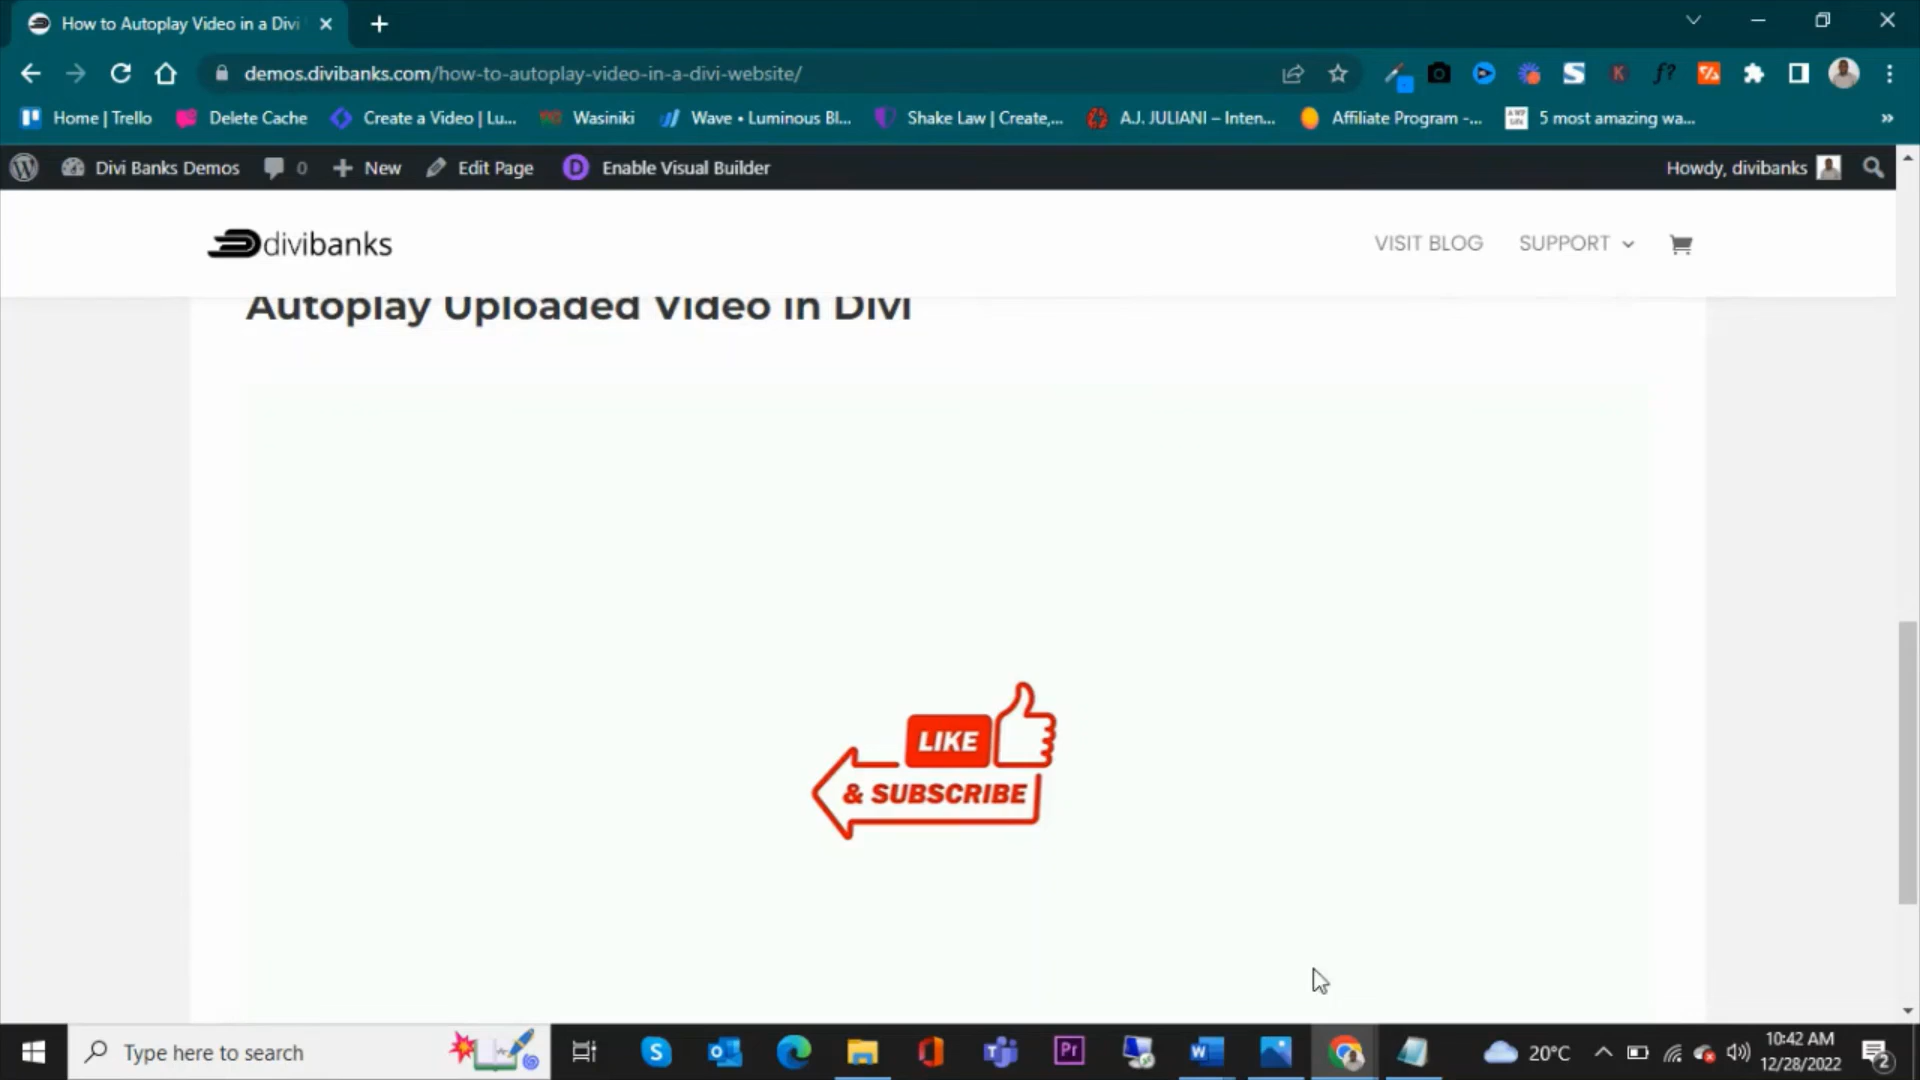 How to Autoplay Video in a Divi
demos.divibanks.com/how-to-autoplay-video-in-a-divi-website/
Home | Trello
Delete Cache
Create a Video | Lu...
Wasiniki
Wave • Luminous Bl...
Shake Law | Create,...
A.J. JULIANI – Inten...
Affiliate Program -...
5 most amazing wa...
Divi Banks Demos
0
New
Edit Page
Enable Visual Builder
Howdy, divibanks
divibanks
VISIT BLOG
SUPPORT
Autoplay Uploaded Video in Divi
LIKE
& SUBSCRIBE
Type here to search
Pr
20°C
10:42 AM
12/28/2022
2